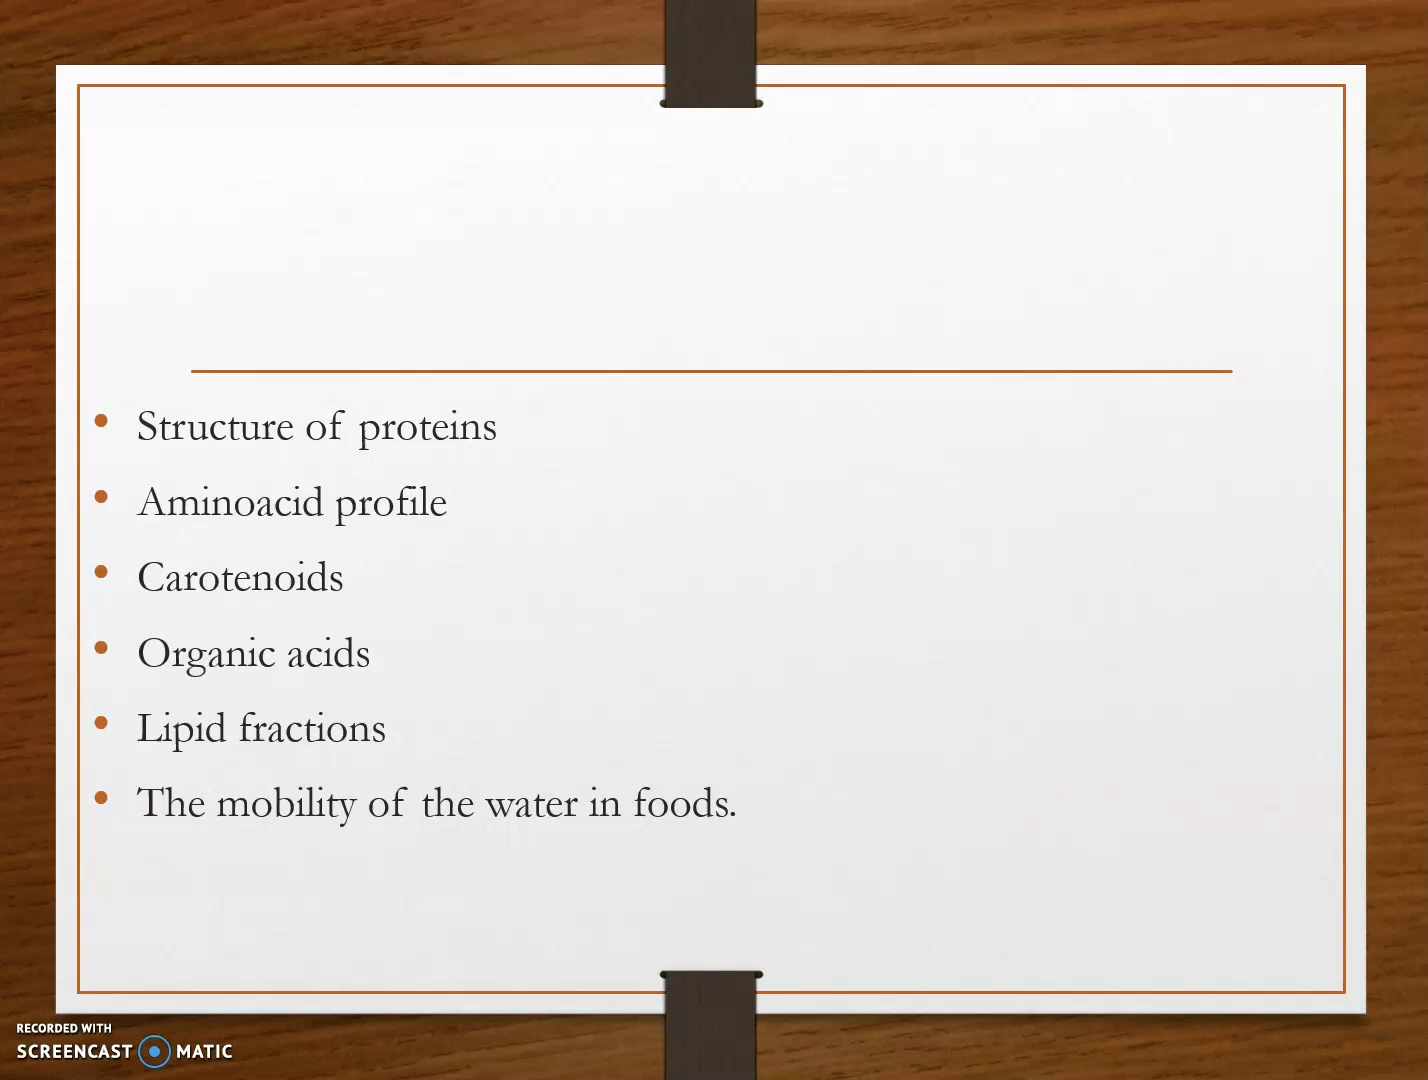 • Structure of proteins
• Aminoacid profile
• Carotenoids
• Organic acids
• Lipid fractions
• The mobility of the water in foods.
RECORDED WITH
SCREENCAST MATIC